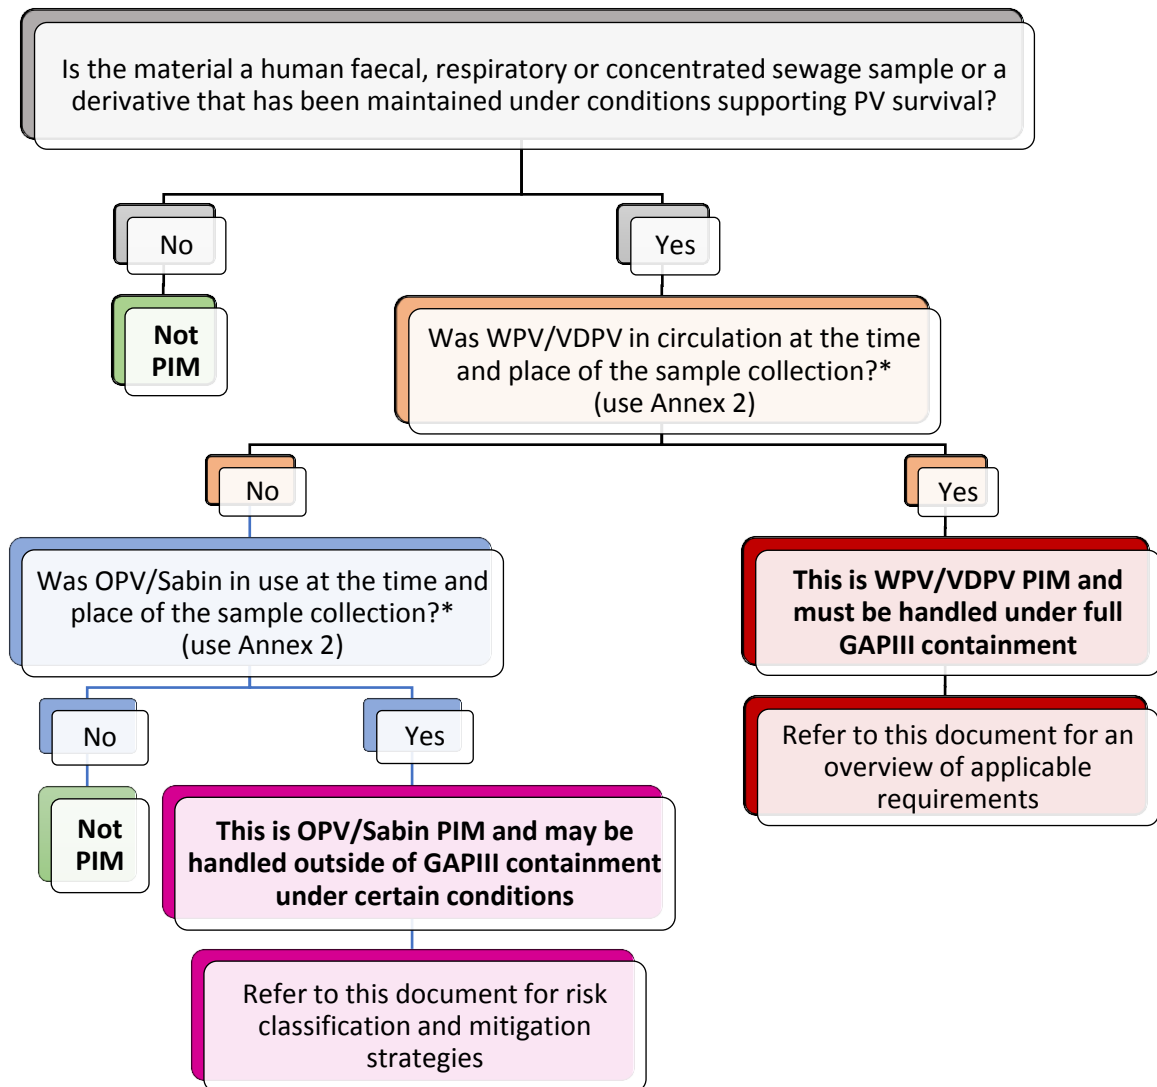 Is the material a human faecal, respiratory or concentrated sewage sample or a
derivative that has been maintained under conditions supporting PV survival?
No
Yes
Not
PIM
Was WPV/VDPV in circulation at the time
and place of the sample collection?*
(use Annex 2)
No
Yes
Was OPV/Sabin in use at the time and
place of the sample collection?*
(use Annex 2)
This is WPV/VDPV PIM and
must be handled under full
GAPIII containment
No
Yes
Refer to this document for an
overview of applicable
requirements
Not
PIM
This is OPV/Sabin PIM and may be
handled outside of GAPIII containment
under certain conditions
Refer to this document for risk
classification and mitigation
strategies